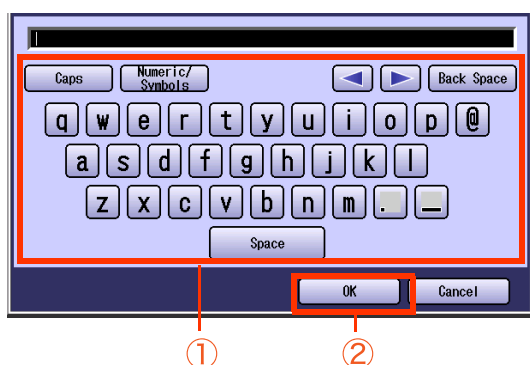 Caps Numeric/ Back Space
Symbols
q w e r t y u i o p @
a s d f g h j k l
z x c v b n m . _
Space
OK Cancel
① ②